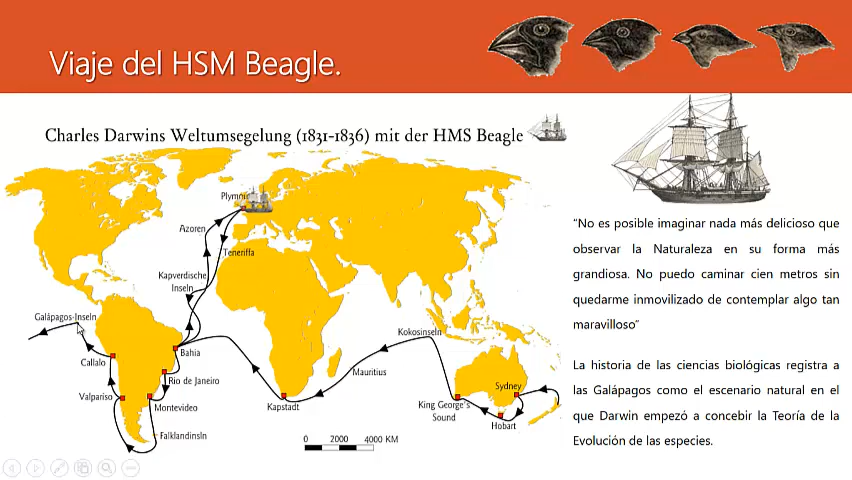 Viaje del HSM Beagle.
Charles Darwins Weltumsegelung (1831-1836) mit der HMS Beagle
Plymouth
Azoren
Teneriffa
Kapverdische
Inseln
Galápagos-Inseln
Callalo
Bahia
Rio de Janeiro
Valpariso
Montevideo
Falklandinsln
Kokosinseln
Mauritius
Kapstadt
King George's
Sound
Sydney
Hobart
0 2000 4000 KM
"No es posible imaginar nada más delicioso que
observar la Naturaleza en su forma más
grandiosa. No puedo caminar cien metros sin
quedarme inmovilizado de contemplar algo tan
maravilloso"
La historia de las ciencias biológicas registra a
las Galápagos como el escenario natural en el
que Darwin empezó a concebir la Teoría de la
Evolución de las especies.